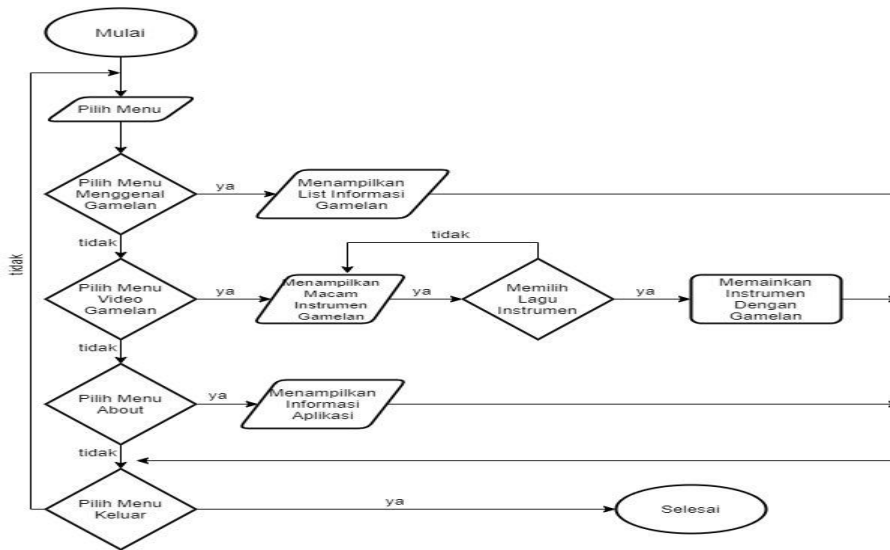 Mulai
Pilih Menu
Pilih Menu
Menggenal
Gamelan
ya
Menampilkan
List Informasi
Gamelan
tidak
tidak
tidak
Pilih Menu
Video
Gamelan
ya
Menampilkan
Macam
Instrumen
Gamelan
ya
Memilih
Lagu
Instrumen
ya
Memainkan
Instrumen
Dengan
Gamelan
tidak
Pilih Menu
About
ya
Menampilkan
Informasi
Aplikasi
tidak
Pilih Menu
Keluar
ya
Selesai